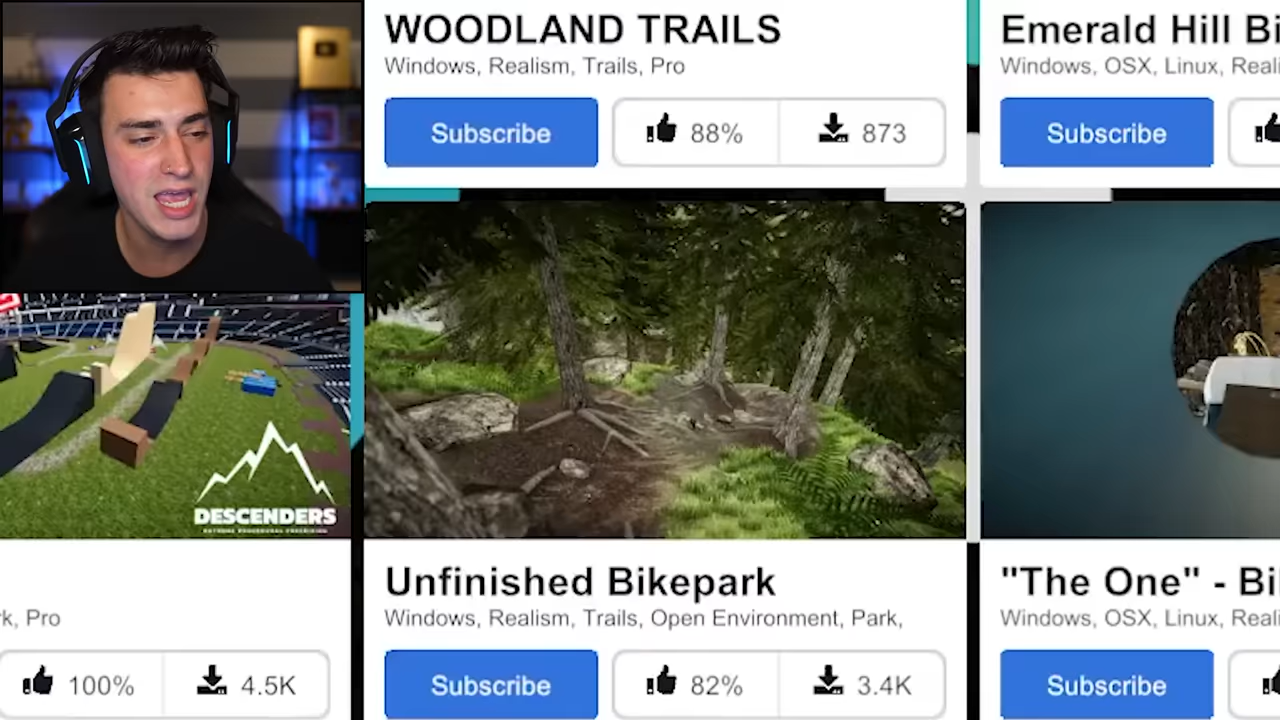 WOODLAND TRAILS
Windows, Realism, Trails, Pro
Subscribe
88%
873
Emerald Hill Bi
Windows, OSX, Linux, Reali
Subscribe
DESCENDERS
k, Pro
100%
4.5K
Unfinished Bikepark
Windows, Realism, Trails, Open Environment, Park,
Subscribe
82%
3.4K
"The One" - Bi
Windows, OSX, Linux, Reali
Subscribe